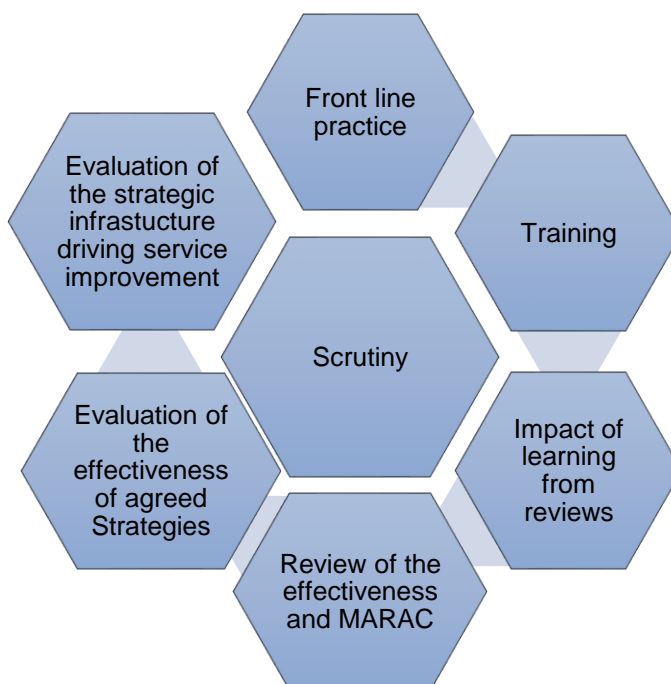 Front line
practice
Training
Impact of
learning
from
reviews
Review of the
effectiveness
and MARAC
Evaluation of
the
effectiveness
of agreed
Strategies
Evaluation of
the strategic
infrastucture
driving service
improvement
Scrutiny